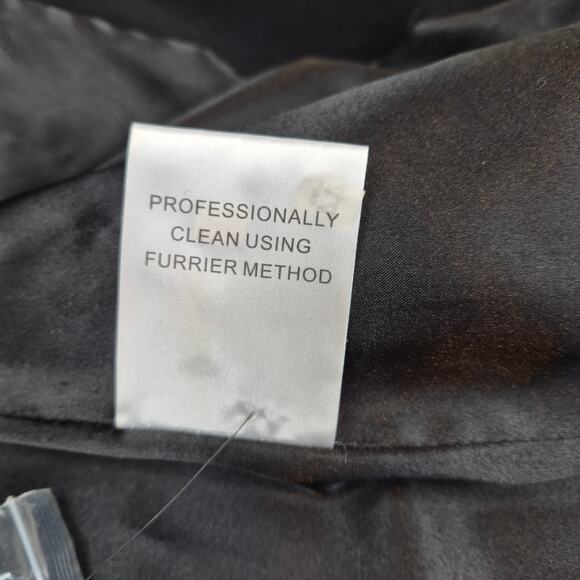 PROFESSIONALLY
CLEAN USING
FURRIER METHOD